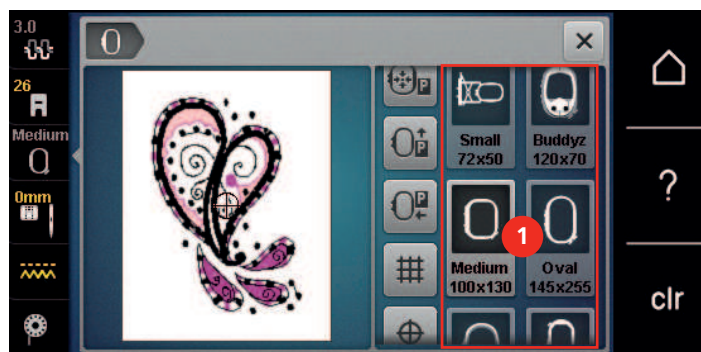 3.0
26
Medium
0mm
P
P
P
Small
72x50
Buddyz
120x70
Medium
100x130
Oval
145x255
1
?
clr